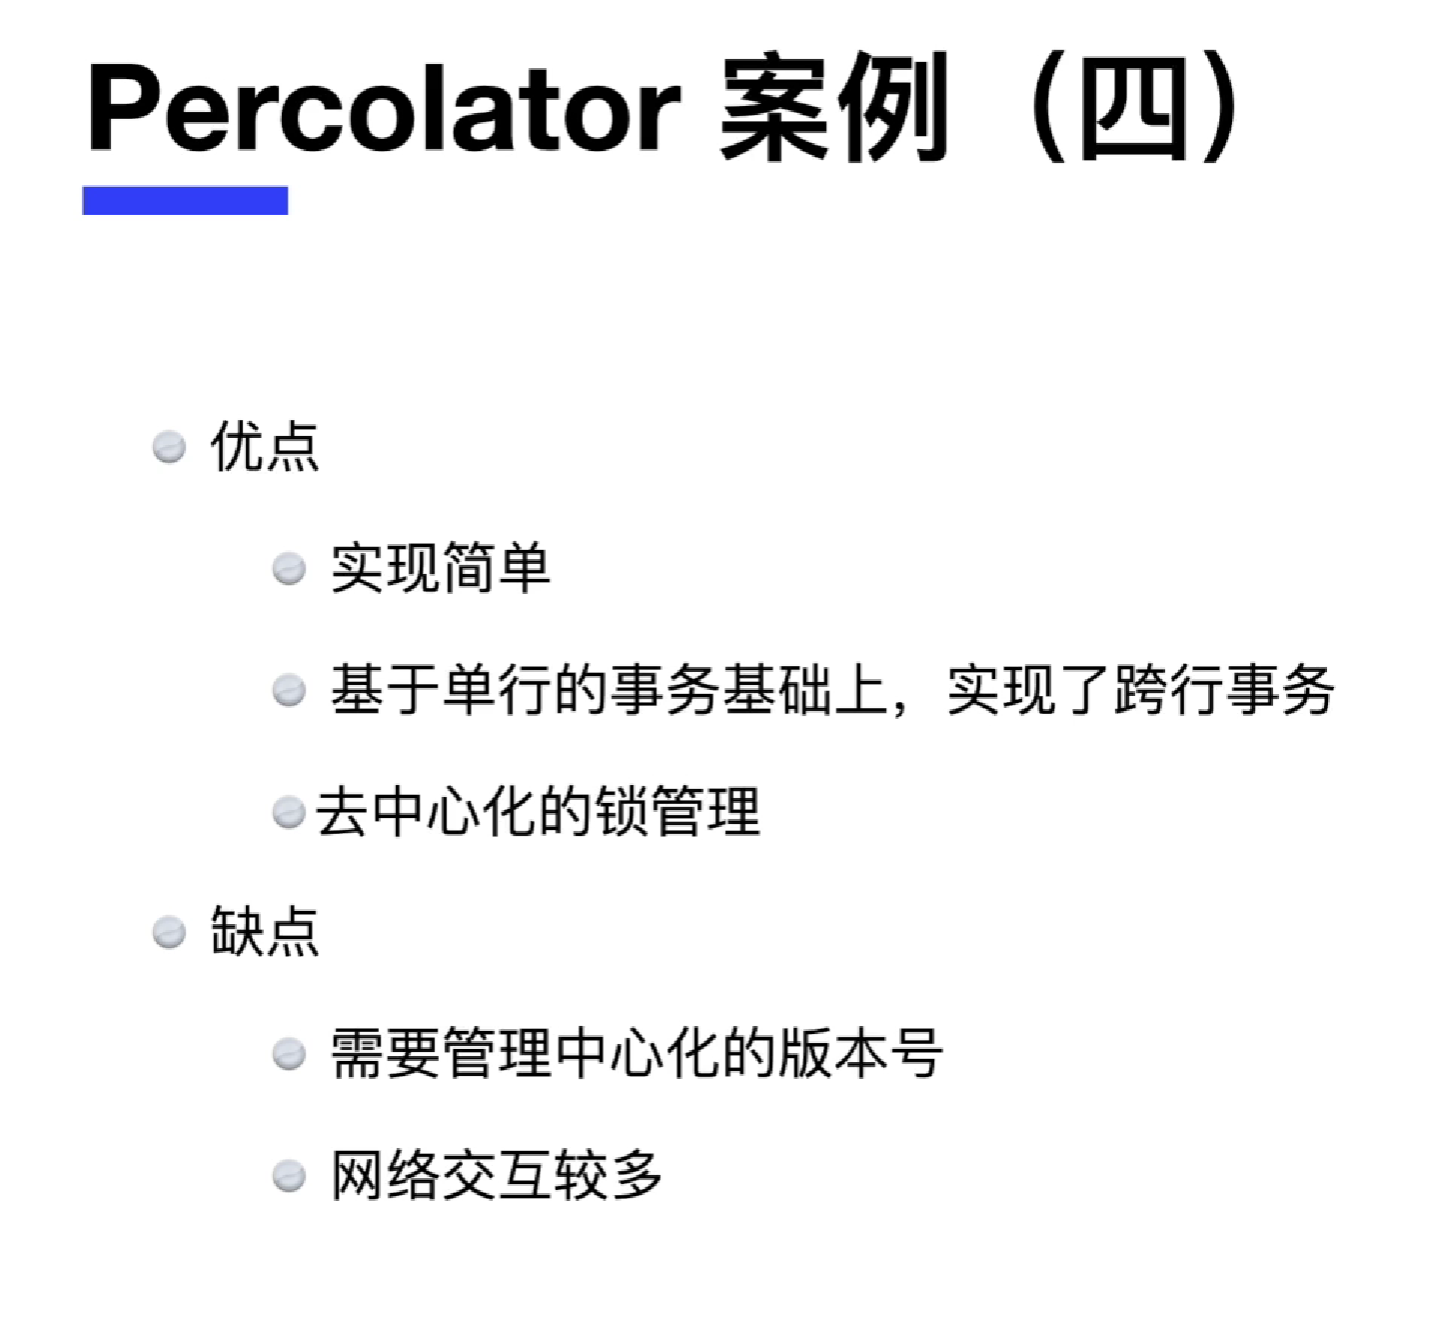 Percolator 案例（四）
优点
实现简单
基于单行的事务基础上，实现了跨行事务
去中心化的锁管理
缺点
需要管理中心化的版本号
网络交互较多